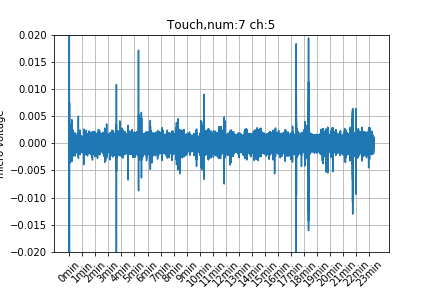 Touch,num:7 ch:5
0.020
0.015
0.010
0.005
0.000
−0.005
−0.010
−0.015
−0.020
micro voltage
0min
1min
2min
3min
4min
5min
6min
7min
8min
9min
10min
11min
12min
13min
14min
15min
16min
17min
18min
19min
20min
21min
22min
23min